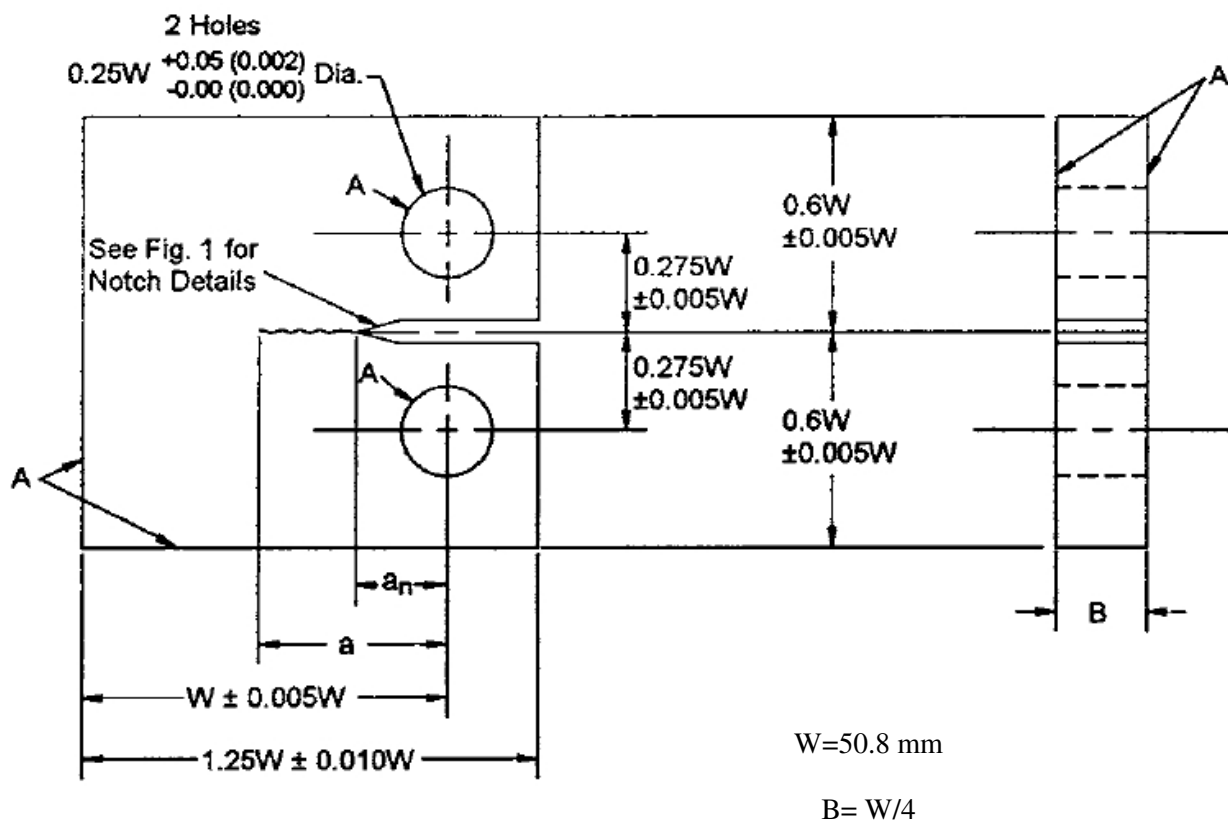 2 Holes
0.25W +0.05 (0.002) -0.00 (0.000) Dia.
A
A
See Fig. 1 for
Notch Details
0.6W
±0.005W
0.275W
±0.005W
A
0.275W
±0.005W
0.6W
±0.005W
A
an
a
B
W ± 0.005W
1.25W ± 0.010W
W=50.8 mm
B= W/4